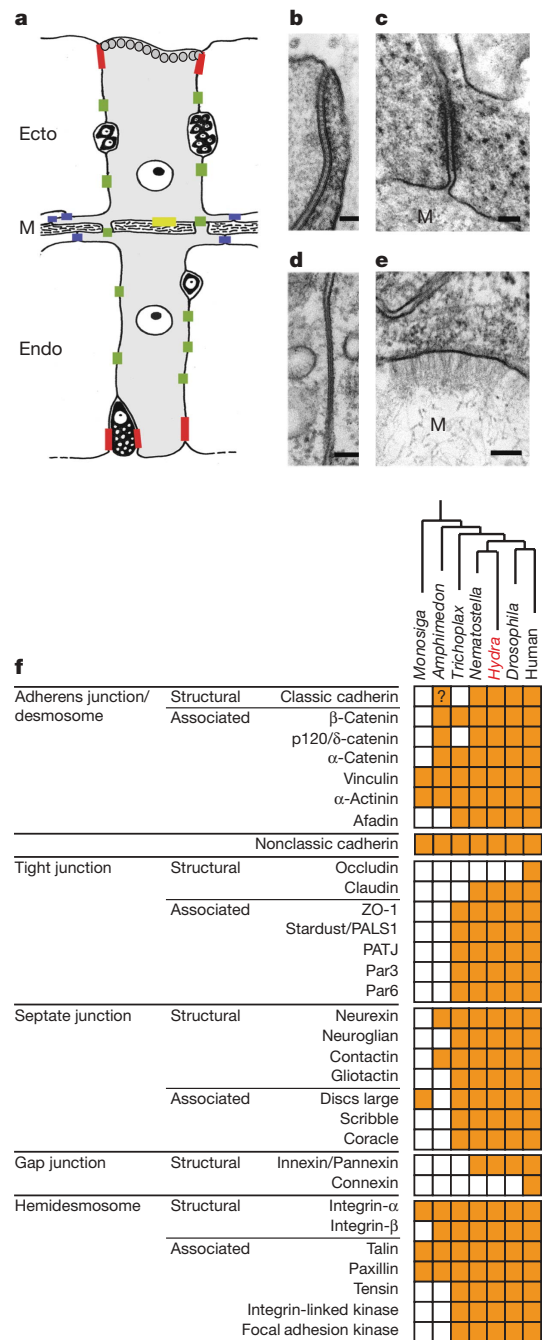 a
b
c
Ecto
M
Endo
M
d
e
M
f
Monosiga
Amphimedon
Trichoplax
Nematostella
Hydra
Drosophila
Human
Adherens junction/ Structural Classic cadherin ?
desmosome Associated β-Catenin
p120/δ-catenin
α-Catenin
Vinculin
α-Actinin
Afadin
Nonclassic cadherin
Tight junction Structural Occludin
Claudin
Associated ZO-1
Stardust/PALS1
PATJ
Par3
Par6
Septate junction Structural Neurexin
Neuroglian
Contactin
Gliotactin
Associated Discs large
Scribble
Coracle
Gap junction Structural Innexin/Pannexin
Connexin
Hemidesmosome Structural Integrin-α
Integrin-β
Associated Talin
Paxillin
Tensin
Integrin-linked kinase
Focal adhesion kinase